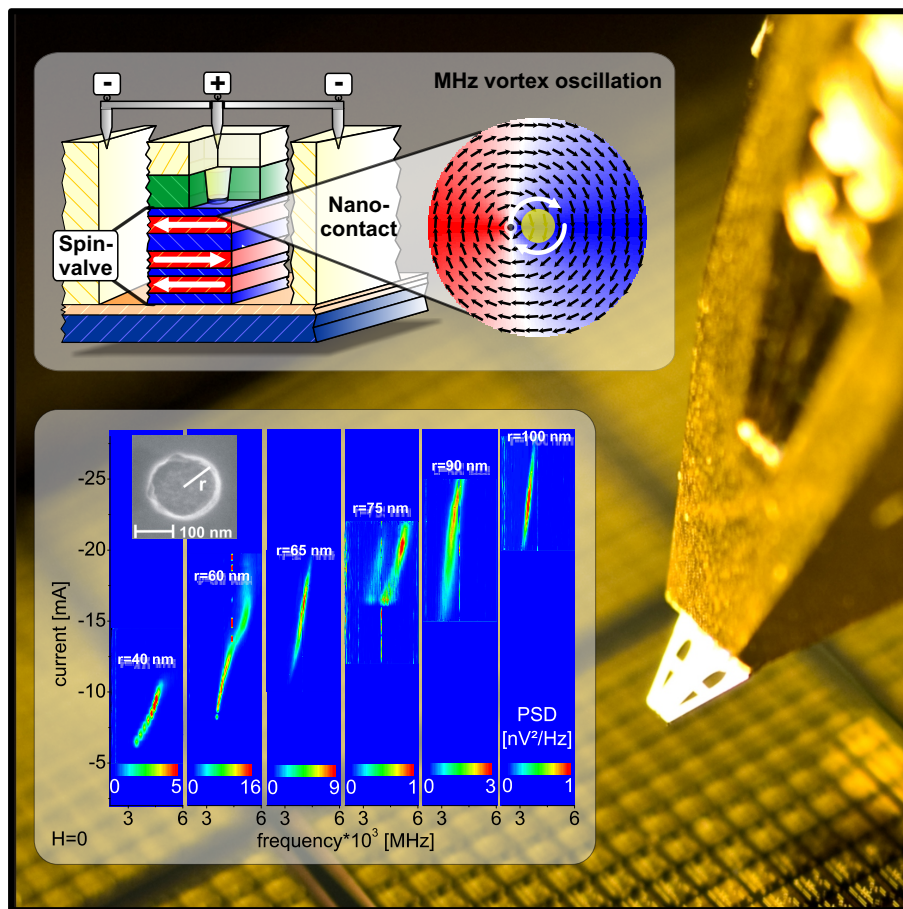 - + -
MHz vortex oscillation
Nano-
contact
Spin-
valve
r
100 nm
r=40 nm
r=60 nm
r=65 nm
r=75 nm
r=90 nm
r=100 nm
current [mA]
-25
-20
-15
-10
-5
PSD
[nV²/Hz]
0 5 0 16 0 9 0 1 0 3 0 1
3 6 3 6 3 6 3 6 3 6 3 6
H=0
frequency*10³ [MHz]